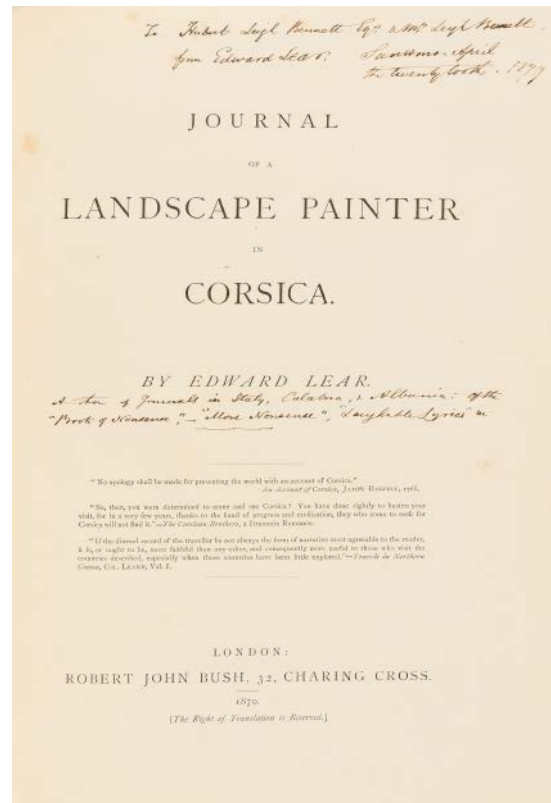 To Hubert Leigh Bennett Esqre. & Mrs Leigh Bennett
from Edward Lear. Sanremo. April
the twenty tooth. 1877
JOURNAL
OF A
LANDSCAPE PAINTER
IN
CORSICA.
BY EDWARD LEAR.
Author of Journals in Italy, Calabria, & Albania: of the
"Book of Nonsense", — "More Nonsense", "Laughable Lyrics"
"No apology shall be made for presenting the world with an account of Corsica."
An Account of Corsica, JAMES BOSWELL, 1768.
"So, then, you were determined to come and see Corsica? You have done rightly to hasten your
visit, for in a very few years, thanks to the hand of progress and civilisation, they who come to seek for
Corsica will not find it."—The Corsican Brothers, a Dramatic Romance.
"If the diurnal record of the traveller be not always the form of narrative most agreeable to the reader,
it is, or ought to be, more faithful than any other, and consequently more useful to those who visit the
countries described, especially when those countries have been little explored."—Travels in Northern
Greece, COL. LEAKE, Vol. I.
LONDON:
ROBERT JOHN BUSH, 32, CHARING CROSS.
1870.
[The Right of Translation is Reserved.]